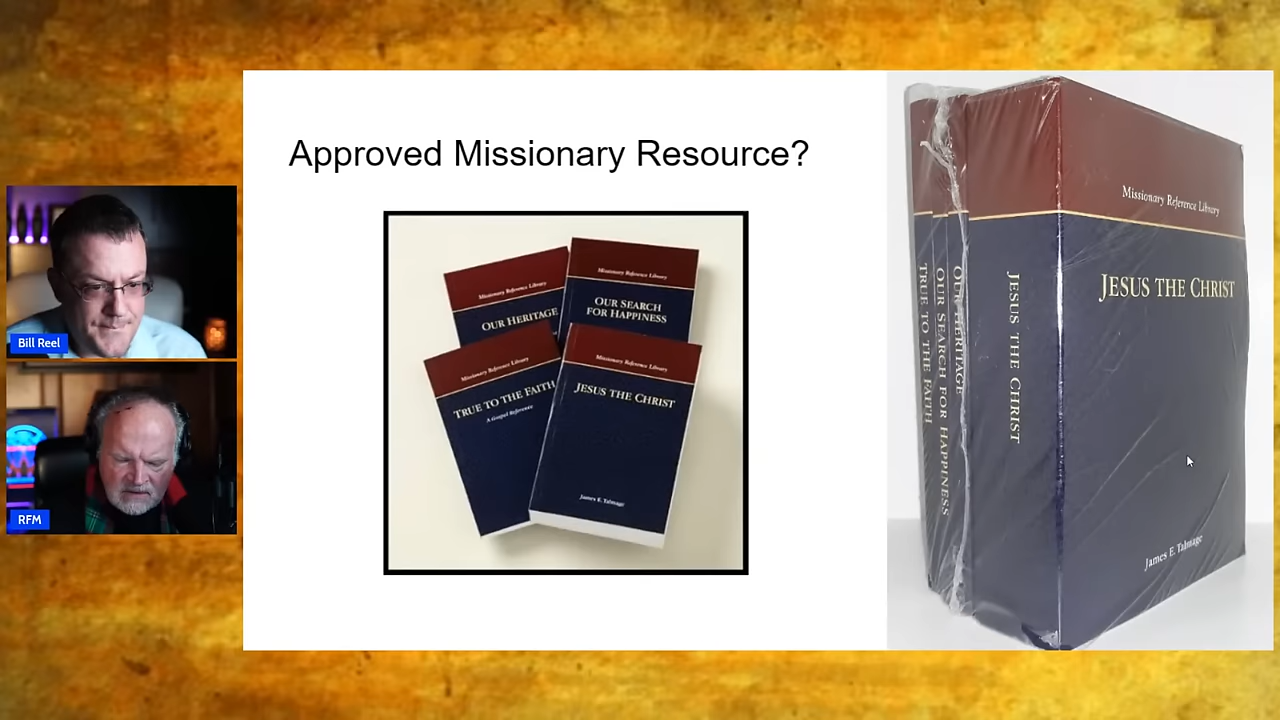 Approved Missionary Resource?
Bill Reel
RFM
Missionary Reference Library
OUR HERITAGE
Missionary Reference Library
OUR SEARCH
FOR HAPPINESS
Missionary Reference Library
TRUE TO THE FAITH
A Gospel Reference
Missionary Reference Library
JESUS THE CHRIST
James E. Talmage
TRUE TO THE FAITH
OUR SEARCH FOR HAPPINESS
OUR HERITAGE
JESUS THE CHRIST
Missionary Reference Library
JESUS THE CHRIST
James E. Talmage